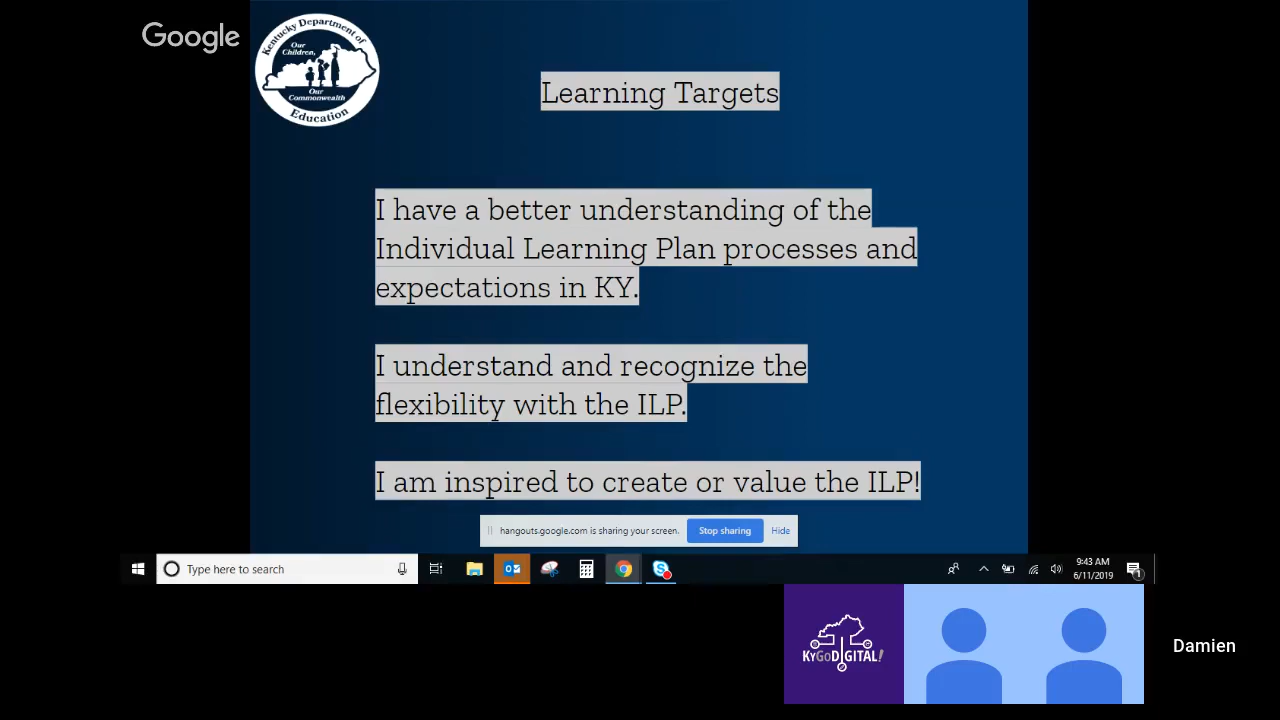 Google
Kentucky Department of
Our
Children,
Our
Commonwealth
Education
Learning Targets
I have a better understanding of the
Individual Learning Plan processes and
expectations in KY.
I understand and recognize the
flexibility with the ILP.
I am inspired to create or value the ILP!
hangouts.google.com is sharing your screen.
Stop sharing
Hide
Type here to search
9:43 AM
6/11/2019
1
KYGODIGITAL!
Damien